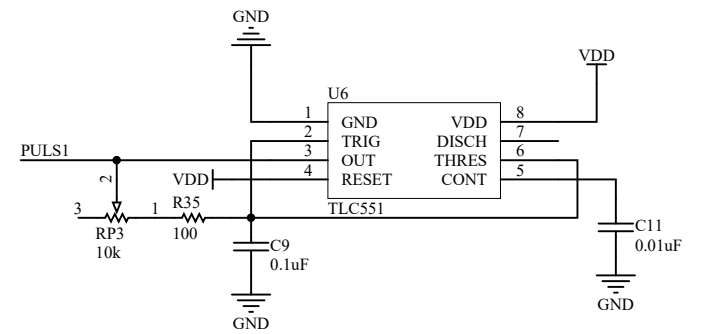 GND
VDD
U6
1 GND VDD 8
2 TRIG DISCH 7
PULS1 3 OUT THRES 6
VDD 4 RESET CONT 5
2
3 1 R35 TLC551
RP3 100
10k
C9
0.1uF
C11
0.01uF
GND
GND